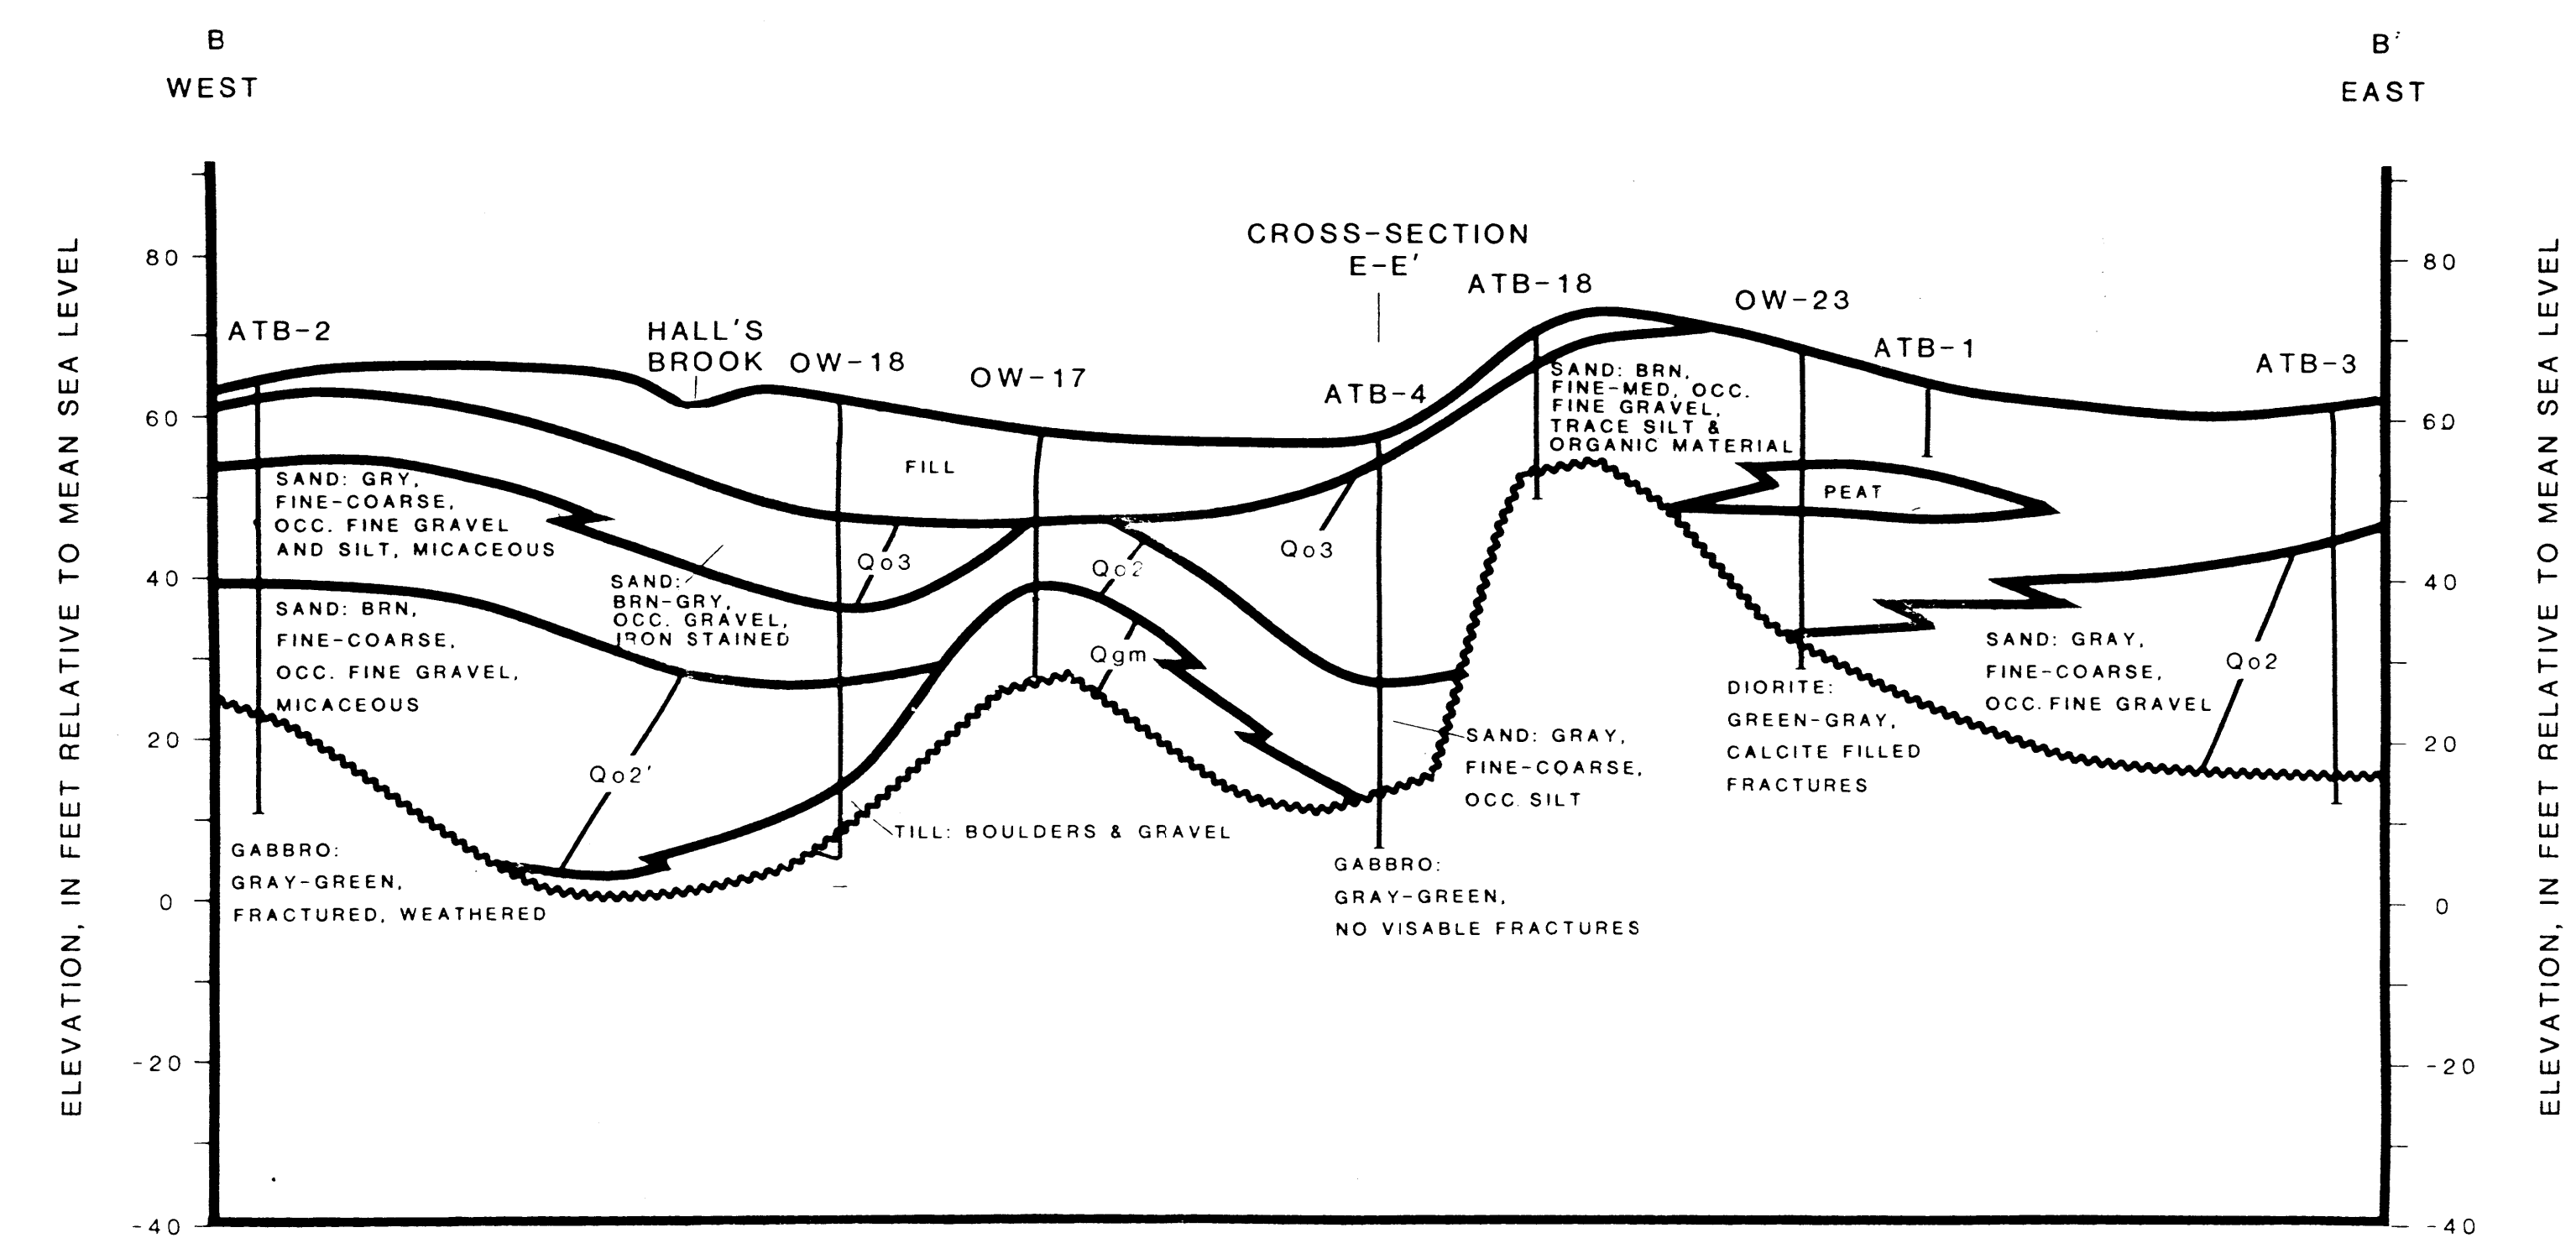 B
B'
WEST
EAST
CROSS-SECTION
E-E'
80
80
ATB-18
OW-23
ATB-2
HALL'S
BROOK
OW-18
OW-17
ATB-4
ATB-1
ATB-3
60
60
SAND: BRN,
FINE-MED, OCC.
FINE GRAVEL,
TRACE SILT &
ORGANIC MATERIAL
FILL
PEAT
SAND: GRY,
FINE-COARSE,
OCC. FINE GRAVEL
AND SILT, MICACEOUS
Qo3
Qo2
Qo3
40
40
SAND:
BRN-GRY,
OCC. GRAVEL,
IRON STAINED
SAND: BRN,
FINE-COARSE,
OCC. FINE GRAVEL,
MICACEOUS
Qgm
SAND: GRAY,
FINE-COARSE,
OCC. FINE GRAVEL
Qo2
DIORITE:
GREEN-GRAY,
CALCITE FILLED
FRACTURES
20
20
SAND: GRAY,
FINE-COARSE,
OCC. SILT
Qo2'
TILL: BOULDERS & GRAVEL
GABBRO:
GRAY-GREEN,
FRACTURED, WEATHERED
GABBRO:
GRAY-GREEN,
NO VISABLE FRACTURES
0
0
-20
-20
-40
-40
ELEVATION, IN FEET RELATIVE TO MEAN SEA LEVEL
ELEVATION, IN FEET RELATIVE TO MEAN SEA LEVEL